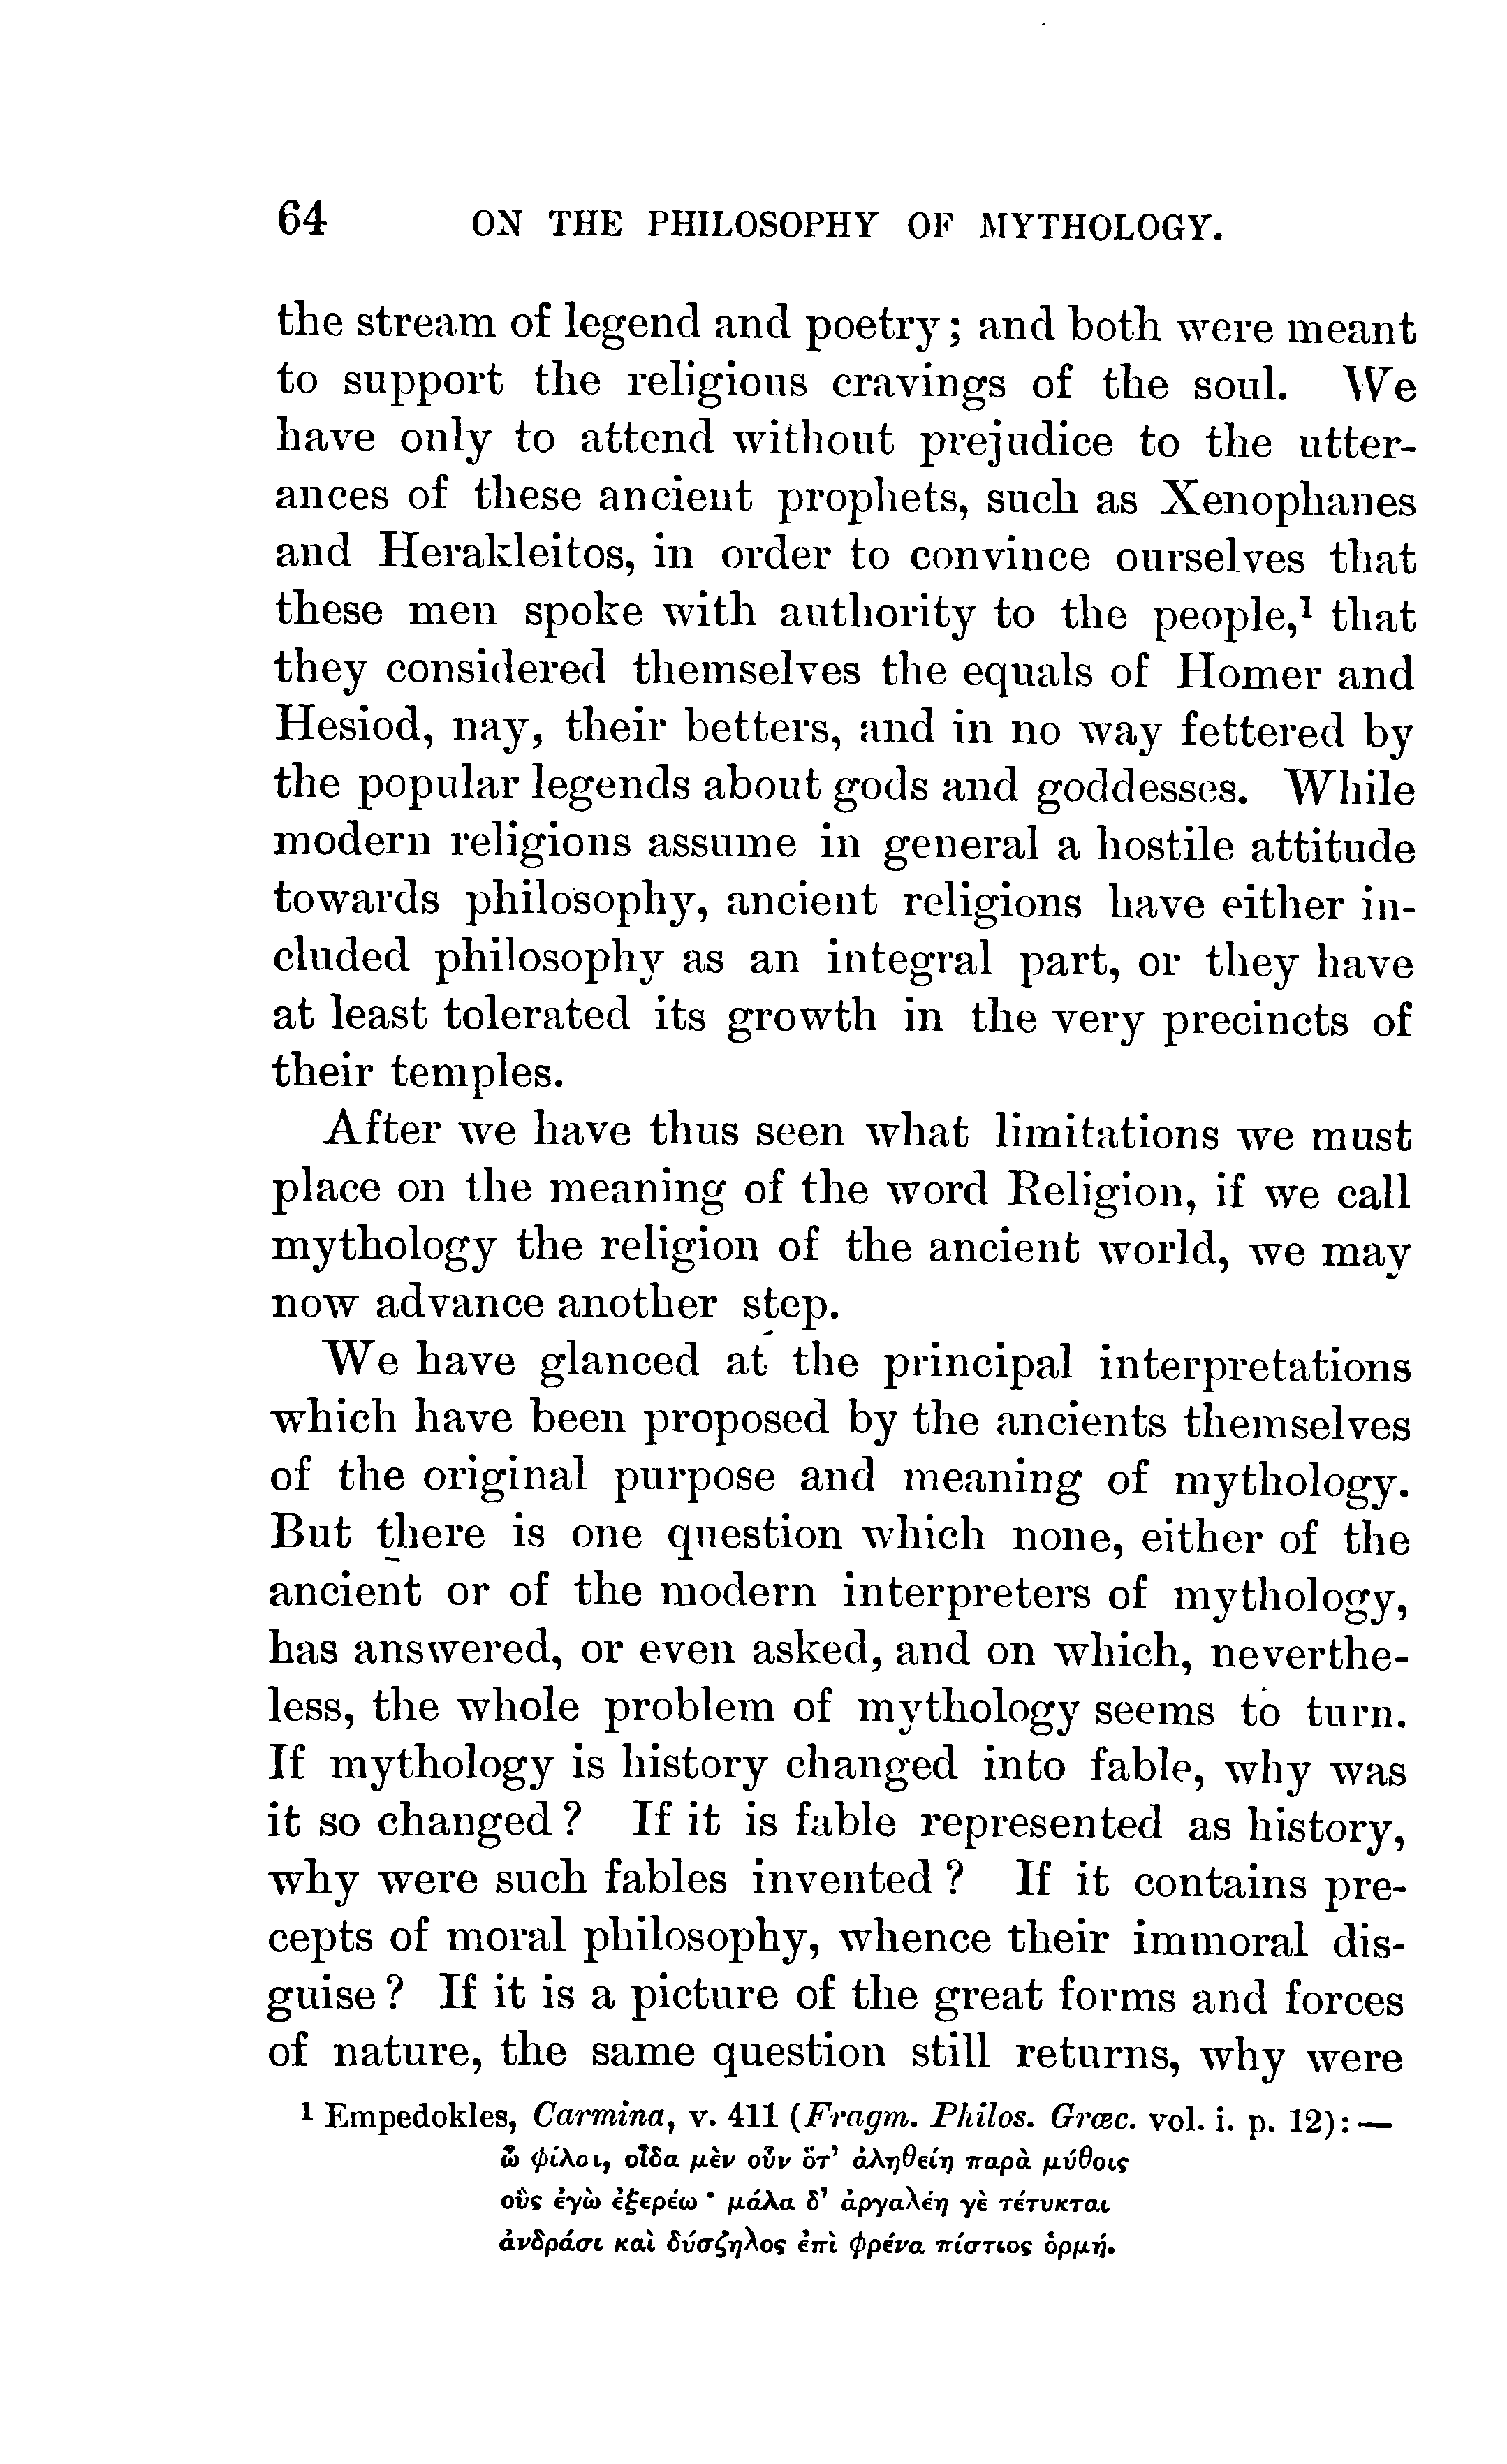 64 ON THE PHILOSOPHY OF MYTHOLOGY.
the stream of legend and poetry; and both were meant
to support the religious cravings of the soul. We
have only to attend without prejudice to the utter-
ances of these ancient prophets, such as Xenophanes
and Herakleitos, in order to convince ourselves that
these men spoke with authority to the people,¹ that
they considered themselves the equals of Homer and
Hesiod, nay, their betters, and in no way fettered by
the popular legends about gods and goddesses. While
modern religions assume in general a hostile attitude
towards philosophy, ancient religions have either in-
cluded philosophy as an integral part, or they have
at least tolerated its growth in the very precincts of
their temples.
After we have thus seen what limitations we must
place on the meaning of the word Religion, if we call
mythology the religion of the ancient world, we may
now advance another step.
We have glanced at the principal interpretations
which have been proposed by the ancients themselves
of the original purpose and meaning of mythology.
But there is one question which none, either of the
ancient or of the modern interpreters of mythology,
has answered, or even asked, and on which, neverthe-
less, the whole problem of mythology seems to turn.
If mythology is history changed into fable, why was
it so changed? If it is fable represented as history,
why were such fables invented? If it contains pre-
cepts of moral philosophy, whence their immoral dis-
guise? If it is a picture of the great forms and forces
of nature, the same question still returns, why were
¹ Empedokles, Carmina, v. 411 (Fragm. Philos. Græc. vol. i. p. 12):—
ὦ φίλοι, οἶδα μὲν οὖν ὅτ' ἀληθείη παρὰ μύθοις
οὓς ἐγὼ ἐξερέω · μάλα δ' ἀργαλέη γὲ τέτυκται
ἀνδράσι καὶ δύσζηλος ἐπὶ φρένα πίστιος ὁρμή.